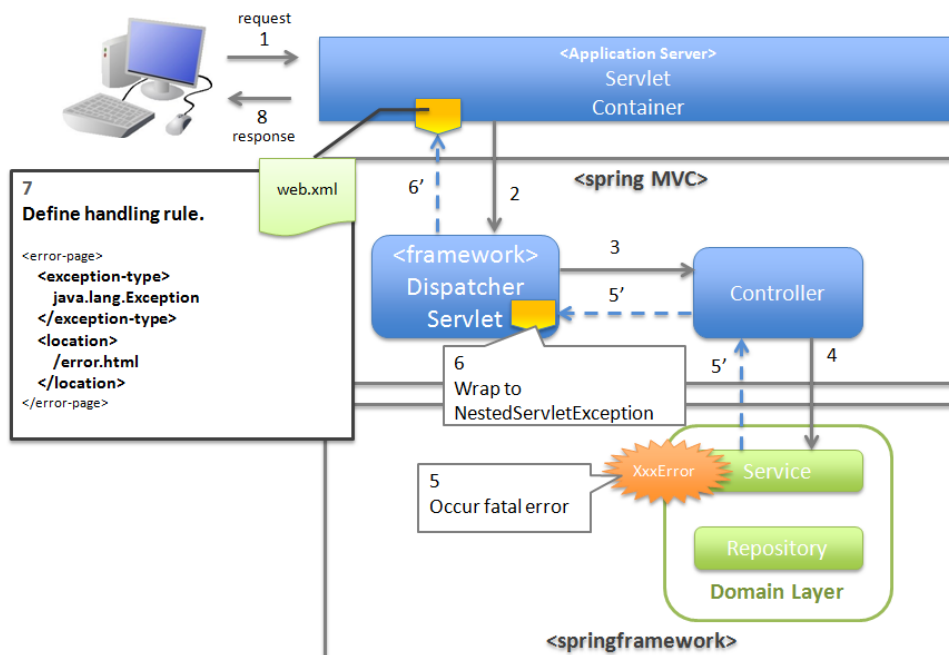 request
1
8
response
<Application Server>
Servlet
Container
web.xml
6’
2
<spring MVC>
7
Define handling rule.
<error-page>
<exception-type>
java.lang.Exception
</exception-type>
<location>
/error.html
</location>
</error-page>
<framework>
Dispatcher
Servlet
3
5’
Controller
6
Wrap to
NestedServletException
5’
4
5
Occur fatal error
XxxError
Service
Repository
Domain Layer
<springframework>